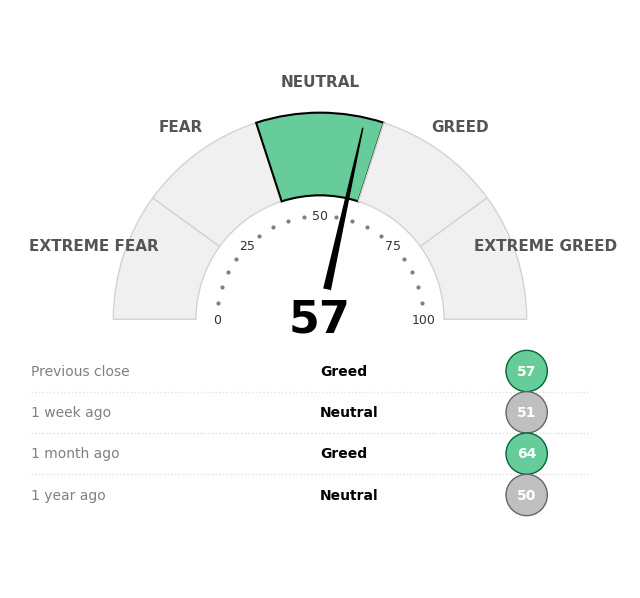 NEUTRAL
FEAR
GREED
EXTREME FEAR
EXTREME GREED
50
25
75
0
57
100
Previous close Greed 57
1 week ago Neutral 51
1 month ago Greed 64
1 year ago Neutral 50